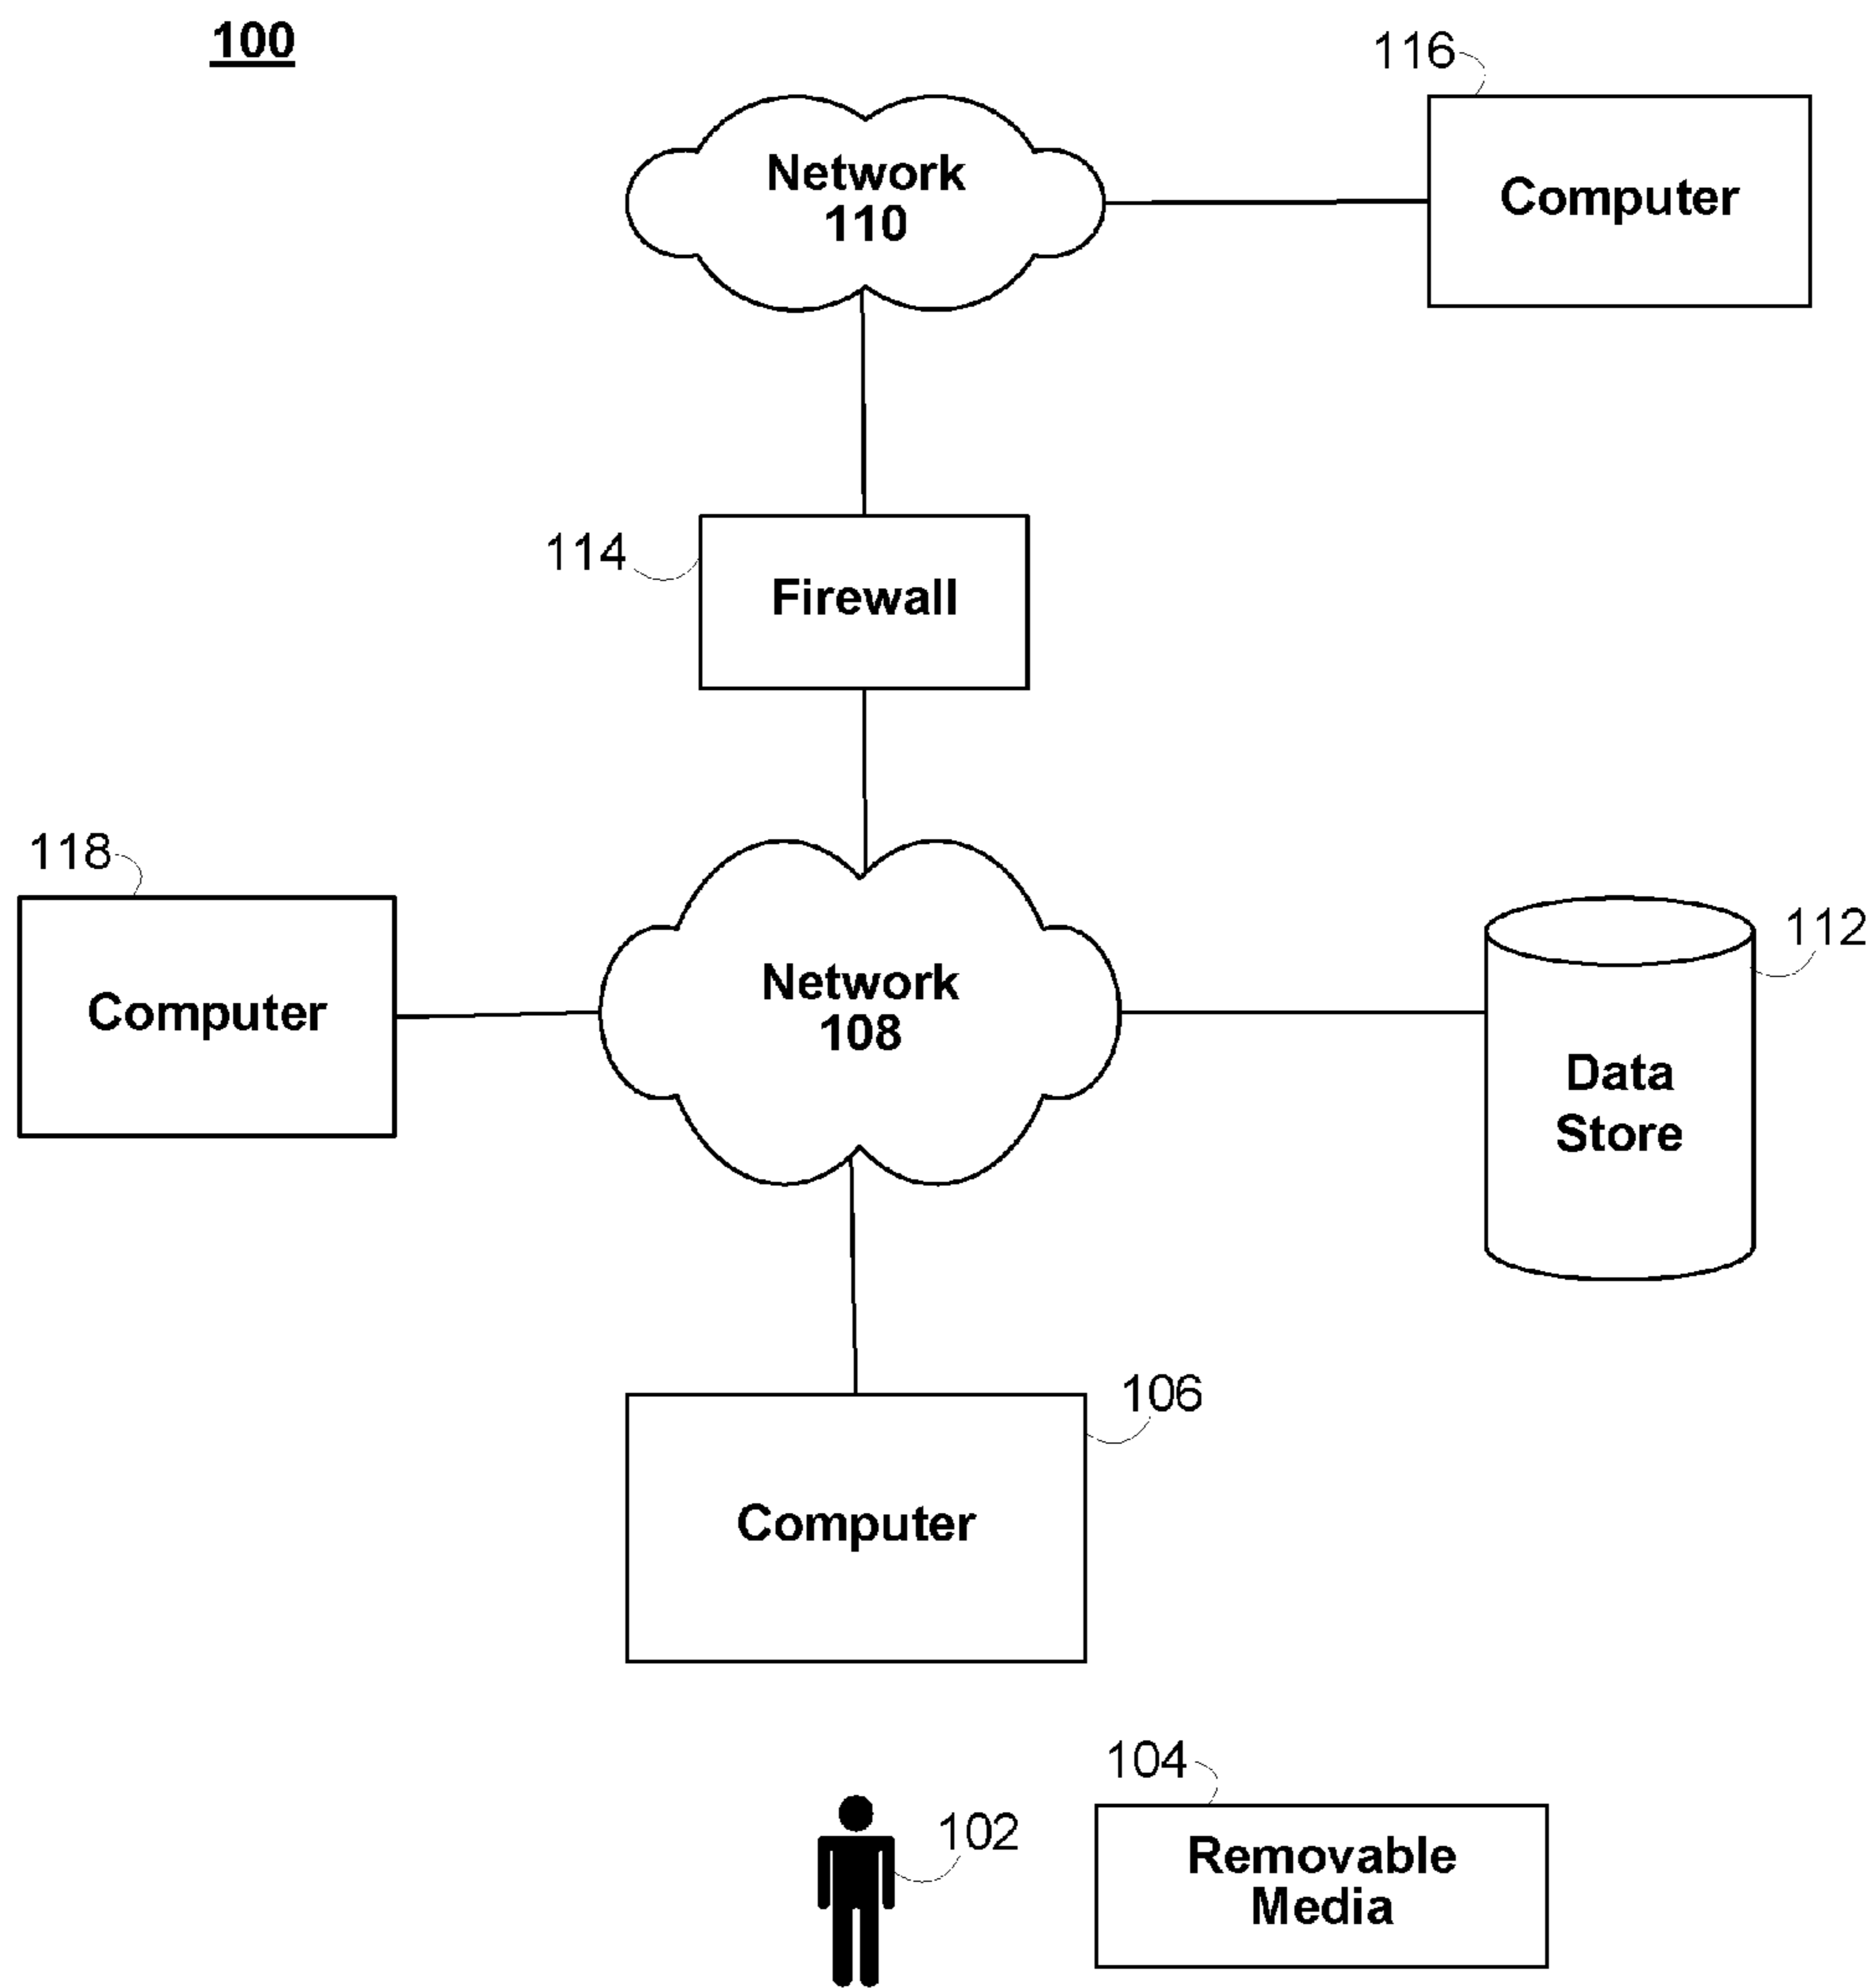 100
116
Network
110
Computer
114
Firewall
118
Computer
Network
108
112
Data
Store
106
Computer
104
102
Removable
Media